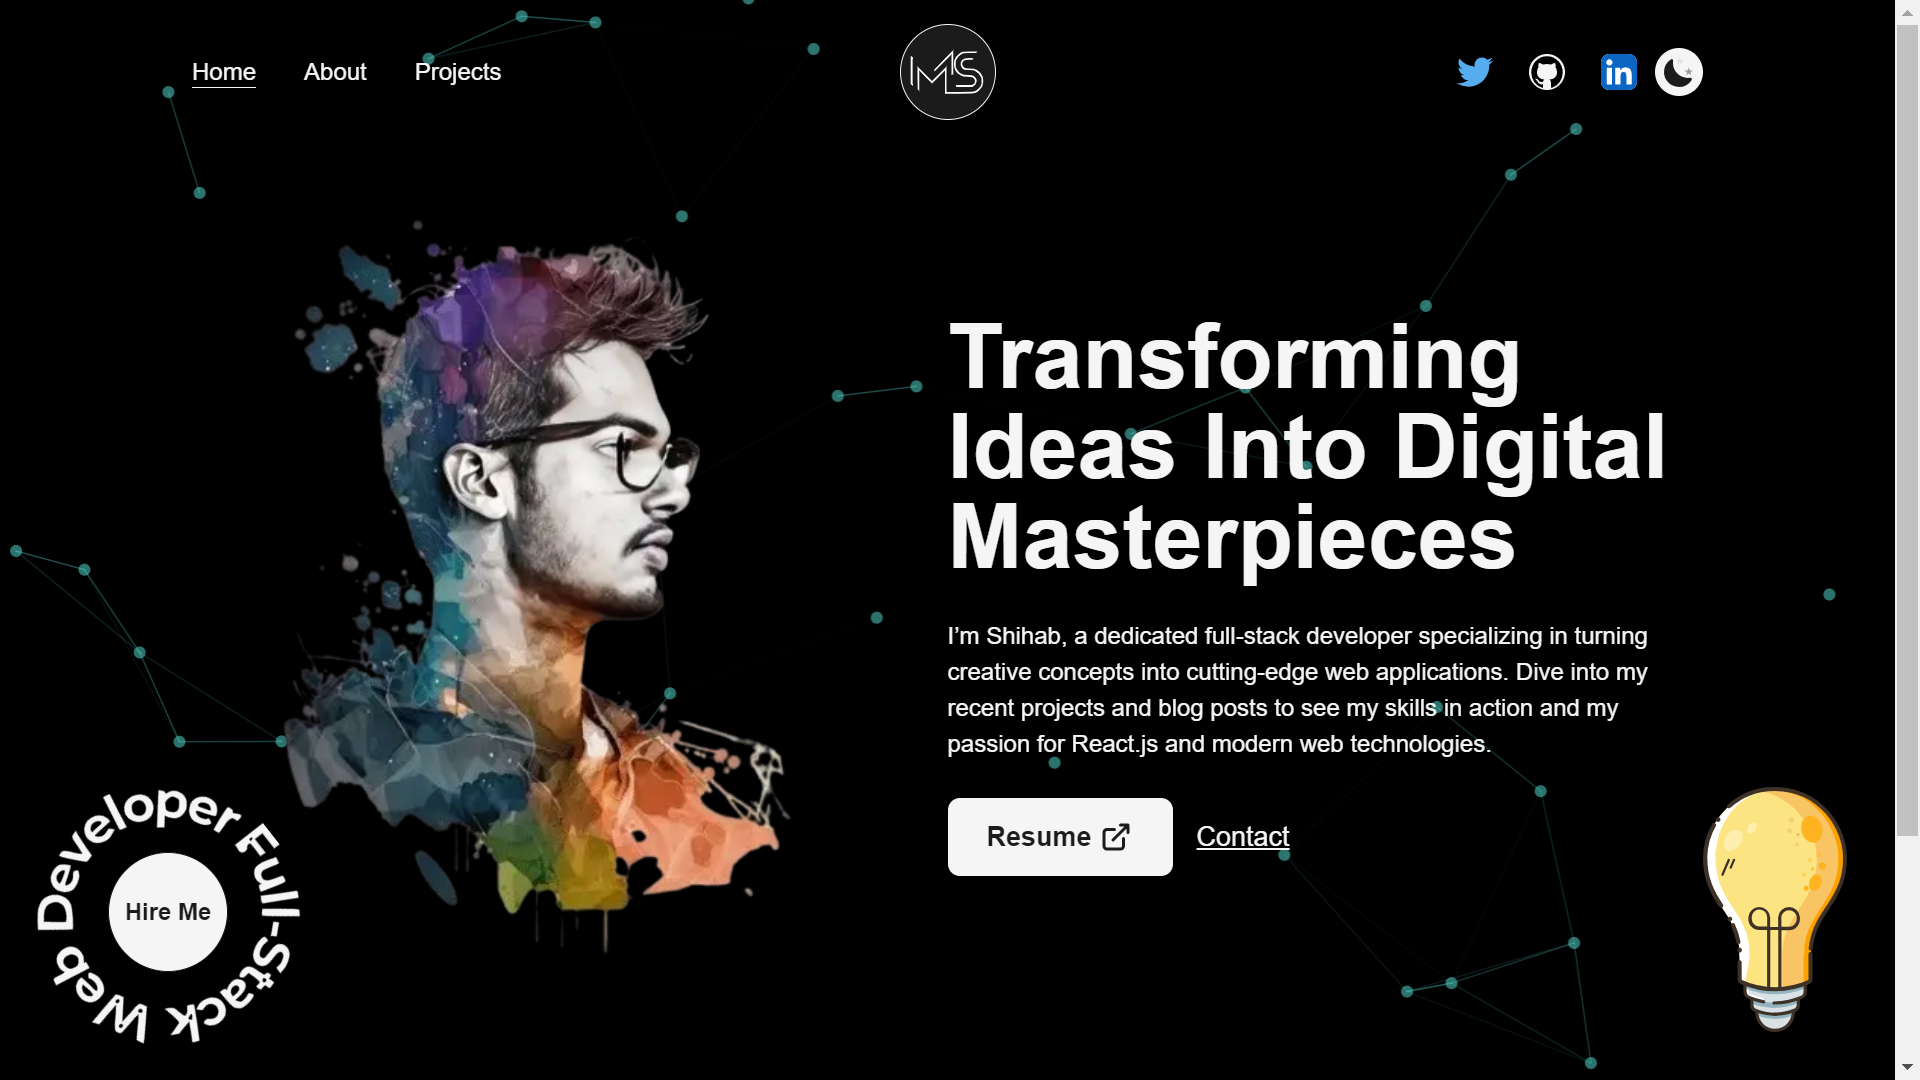 Home
About
Projects
MS
Transforming
Ideas Into Digital
Masterpieces
I’m Shihab, a dedicated full-stack developer specializing in turning
creative concepts into cutting-edge web applications. Dive into my
recent projects and blog posts to see my skills in action and my
passion for React.js and modern web technologies.
Resume
Contact
Full-Stack Web Developer
Hire Me
in